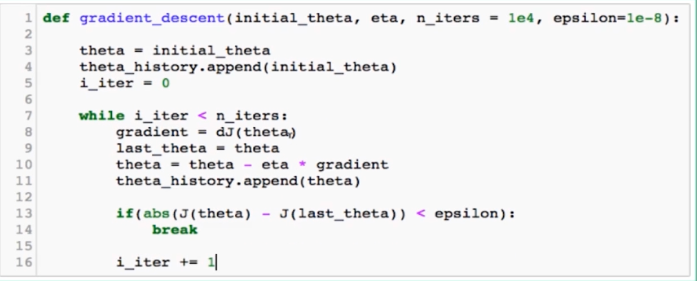 1 def gradient_descent(initial_theta, eta, n_iters = 1e4, epsilon=1e-8):
2
3     theta = initial_theta
4     theta_history.append(initial_theta)
5     i_iter = 0
6
7     while i_iter < n_iters:
8         gradient = dJ(theta)
9         last_theta = theta
10         theta = theta - eta * gradient
11         theta_history.append(theta)
12
13         if(abs(J(theta) - J(last_theta)) < epsilon):
14             break
15
16         i_iter += 1